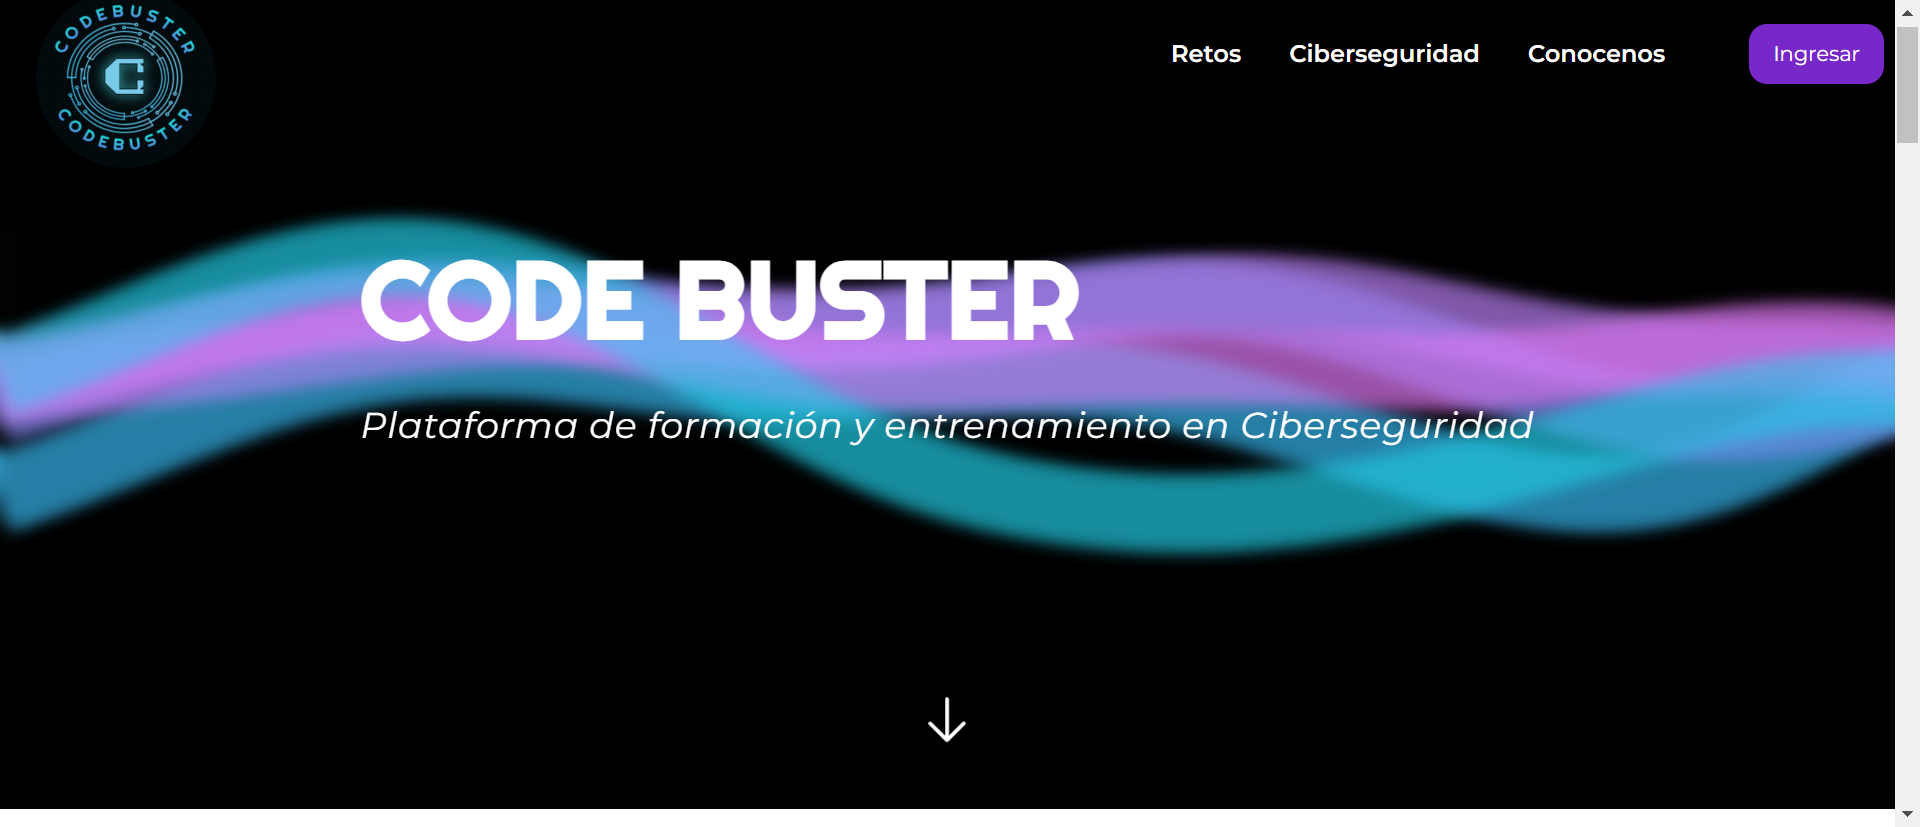 CODEBUSTER
C
CODEBUSTER
Retos Ciberseguridad Conocenos Ingresar
CODE BUSTER
Plataforma de formación y entrenamiento en Ciberseguridad